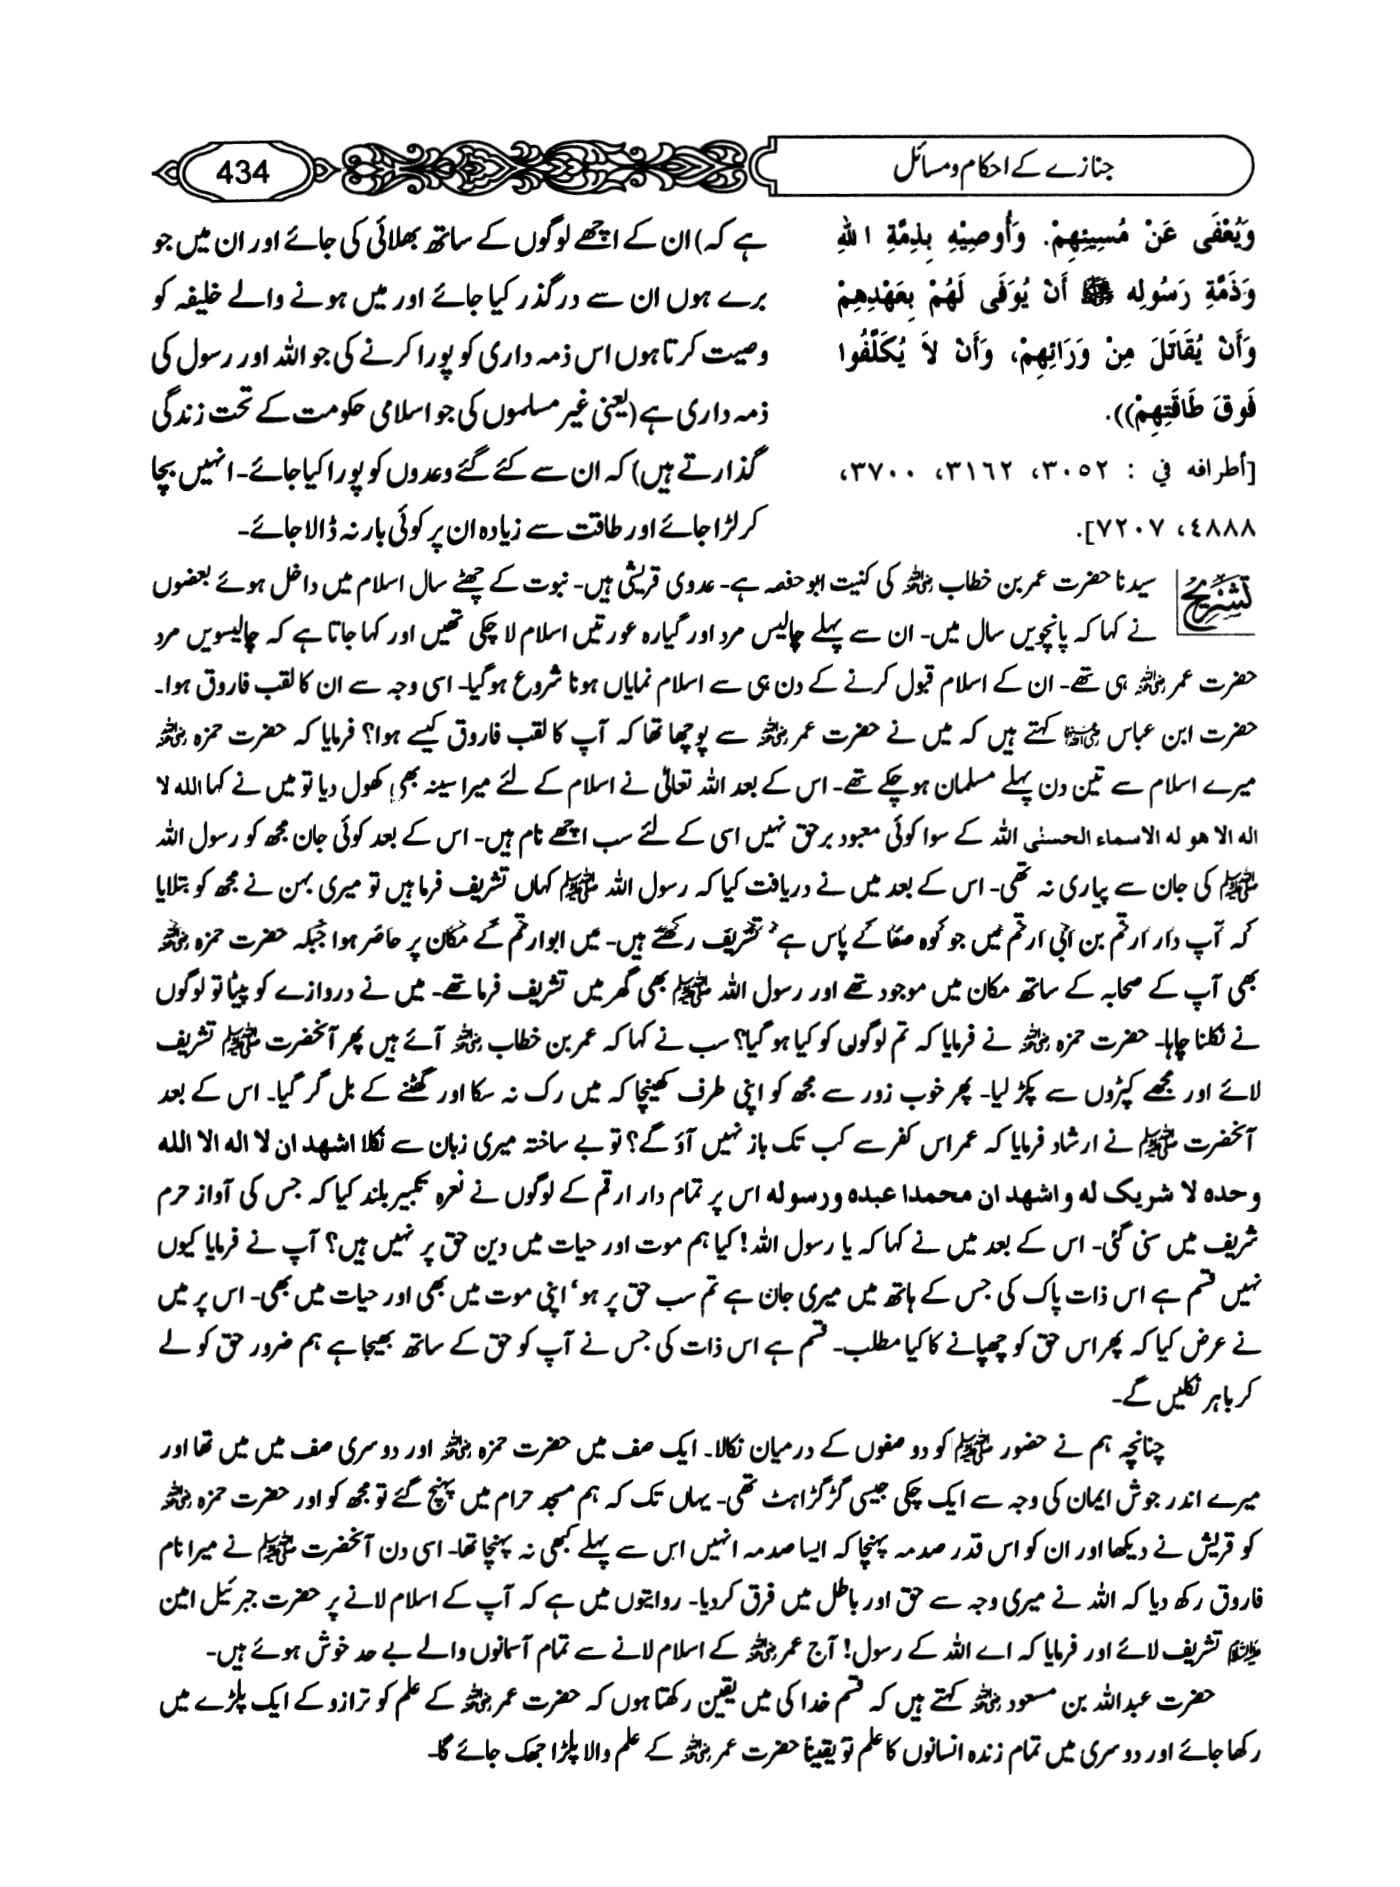 جنازے کے احکام و مسائل
434
وَيُعْفَى عَنْ مُسِيئِهِمْ. وَأُوصِيْهِ بِذِمَّةِ اللهِ
وَذِمَّةِ رَسُولِهِ ﷺ أَنْ يُوَفَى لَهُمْ بِعَهْدِهِمْ
وَأَنْ يُقَاتَلَ مِنْ وَرَائِهِمْ، وَأَنْ لاَ يُكَلَّفُوا
فَوقَ طَاقَتِهِمْ)).
[أطرافه في : ٣٠٥٢، ٣١٦٢، ٣٧٠٠،
٤٨٨٨، ٧٢٠٧].
ہے کہ) ان کے اچھے لوگوں کے ساتھ بھلائی کی جائے اور ان میں جو
برے ہوں ان سے درگذر کیا جائے اور میں ہونے والے خلیفہ کو
وصیت کرتا ہوں اس ذمہ داری کو پورا کرنے کی جو اللہ اور رسول کی
ذمہ داری ہے (یعنی غیر مسلموں کی جو اسلامی حکومت کے تحت زندگی
گذارتے ہیں) کہ ان سے کئے گئے وعدوں کو پورا کیا جائے۔ انہیں بچا
کر لڑا جائے اور طاقت سے زیادہ ان پر کوئی بار نہ ڈالا جائے۔
تشریح سیدنا حضرت عمر بن خطاب رضی اللہ عنہ کی کنیت ابو حفصہ ہے۔ عدوی قریشی ہیں۔ نبوت کے چھٹے سال اسلام میں داخل ہوئے بعضوں
نے کہا کہ پانچویں سال میں۔ ان سے پہلے چالیس مرد اور گیارہ عورتیں اسلام لا چکی تھیں اور کہا جاتا ہے کہ چالیسویں مرد
حضرت عمر رضی اللہ عنہ ہی تھے۔ ان کے اسلام قبول کرنے کے دن ہی سے اسلام نمایاں ہونا شروع ہو گیا۔ اسی وجہ سے ان کا لقب فاروق ہوا۔
حضرت ابن عباس رضی اللہ عنہما کہتے ہیں کہ میں نے حضرت عمر رضی اللہ عنہ سے پوچھا تھا کہ آپ کا لقب فاروق کیسے ہوا؟ فرمایا کہ حضرت حمزہ رضی اللہ عنہ
میرے اسلام سے تین دن پہلے مسلمان ہو چکے تھے۔ اس کے بعد اللہ تعالیٰ نے اسلام کے لئے میرا سینہ بھی کھول دیا تو میں نے کہا الله لا
اله الا هو له الاسماء الحسنٰی اللہ کے سوا کوئی معبود برحق نہیں اسی کے لئے سب اچھے نام ہیں۔ اس کے بعد کوئی جان مجھ کو رسول اللہ
ﷺ کی جان سے پیاری نہ تھی۔ اس کے بعد میں نے دریافت کیا کہ رسول اللہ ﷺ کہاں تشریف فرما ہیں تو میری بہن نے مجھ کو بتلایا
کہ آپ دار ارقم بن ابی ارقم میں جو کوہ صفا کے پاس ہے' تشریف رکھتے ہیں۔ میں ابو ارقم کے مکان پر حاضر ہوا جبکہ حضرت حمزہ رضی اللہ عنہ
بھی آپ کے صحابہ کے ساتھ مکان میں موجود تھے اور رسول اللہ ﷺ بھی گھر میں تشریف فرما تھے۔ میں نے دروازے کو پیٹا تو لوگوں
نے نکلنا چاہا۔ حضرت حمزہ رضی اللہ عنہ نے فرمایا کہ تم لوگوں کو کیا ہو گیا؟ سب نے کہا کہ عمر بن خطاب رضی اللہ عنہ آئے ہیں پھر آنحضرت ﷺ تشریف
لائے اور مجھے کپڑوں سے پکڑ لیا۔ پھر خوب زور سے مجھ کو اپنی طرف کھینچا کہ میں رک نہ سکا اور گھٹنے کے بل گر گیا۔ اس کے بعد
آنحضرت ﷺ نے ارشاد فرمایا کہ عمر اس کفر سے کب تک باز نہیں آؤ گے؟ تو بے ساختہ میری زبان سے نکلا اشهد ان لا اله الا الله
وحده لا شریک له واشهد ان محمدا عبده ورسوله اس پر تمام دار ارقم کے لوگوں نے نعرہ تکبیر بلند کیا کہ جس کی آواز حرم
شریف میں سنی گئی۔ اس کے بعد میں نے کہا کہ یا رسول اللہ! کیا ہم موت اور حیات میں دین حق پر نہیں ہیں؟ آپ نے فرمایا کیوں
نہیں قسم ہے اس ذات پاک کی جس کے ہاتھ میں میری جان ہے تم سب حق پر ہو' اپنی موت میں بھی اور حیات میں بھی۔ اس پر میں
نے عرض کیا کہ پھر اس حق کو چھپانے کا کیا مطلب۔ قسم ہے اس ذات کی جس نے آپ کو حق کے ساتھ بھیجا ہے ہم ضرور حق کو لے
کر باہر نکلیں گے۔
چنانچہ ہم نے حضور ﷺ کو دو صفوں کے درمیان نکالا۔ ایک صف میں حضرت حمزہ رضی اللہ عنہ اور دوسری صف میں میں تھا اور
میرے اندر جوش ایمان کی وجہ سے ایک چکی جیسی گڑگڑاہٹ تھی۔ یہاں تک کہ ہم مسجد حرام میں پہنچ گئے تو مجھ کو اور حضرت حمزہ رضی اللہ عنہ
کو قریش نے دیکھا اور ان کو اس قدر صدمہ پہنچا کہ ایسا صدمہ انہیں اس سے پہلے کبھی نہ پہنچا تھا۔ اسی دن آنحضرت ﷺ نے میرا نام
فاروق رکھ دیا کہ اللہ نے میری وجہ سے حق اور باطل میں فرق کر دیا۔ روایتوں میں ہے کہ آپ کے اسلام لانے پر حضرت جبرئیل امین
علیہ السلام تشریف لائے اور فرمایا کہ اے اللہ کے رسول! آج عمر رضی اللہ عنہ کے اسلام لانے سے تمام آسمانوں والے بے حد خوش ہوئے ہیں۔
حضرت عبداللہ بن مسعود رضی اللہ عنہ کہتے ہیں کہ قسم خدا کی میں یقین رکھتا ہوں کہ حضرت عمر رضی اللہ عنہ کے علم کو ترازو کے ایک پلڑے میں
رکھا جائے اور دوسری میں تمام زندہ انسانوں کا علم تو یقیناً حضرت عمر رضی اللہ عنہ کے علم والا پلڑا جھک جائے گا۔